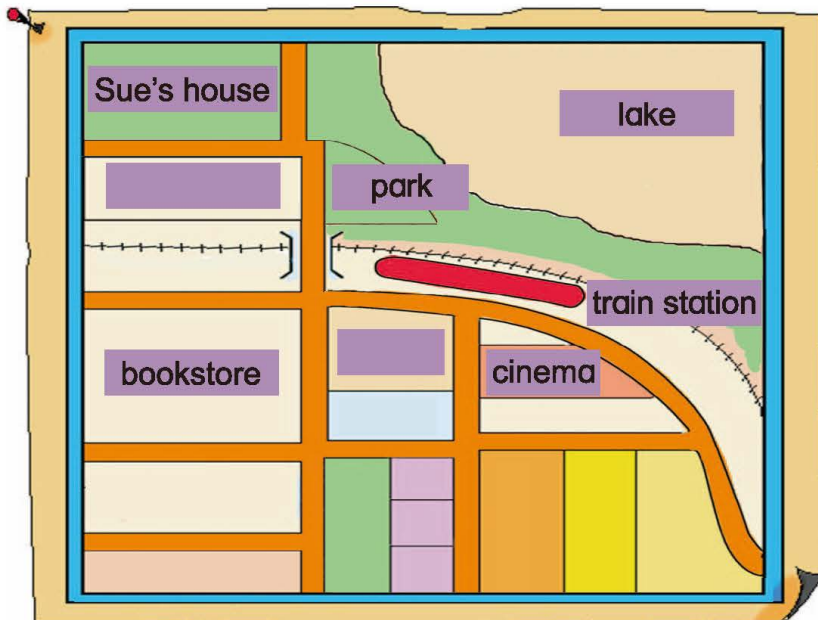 Sue's house
lake
park
train station
bookstore
cinema